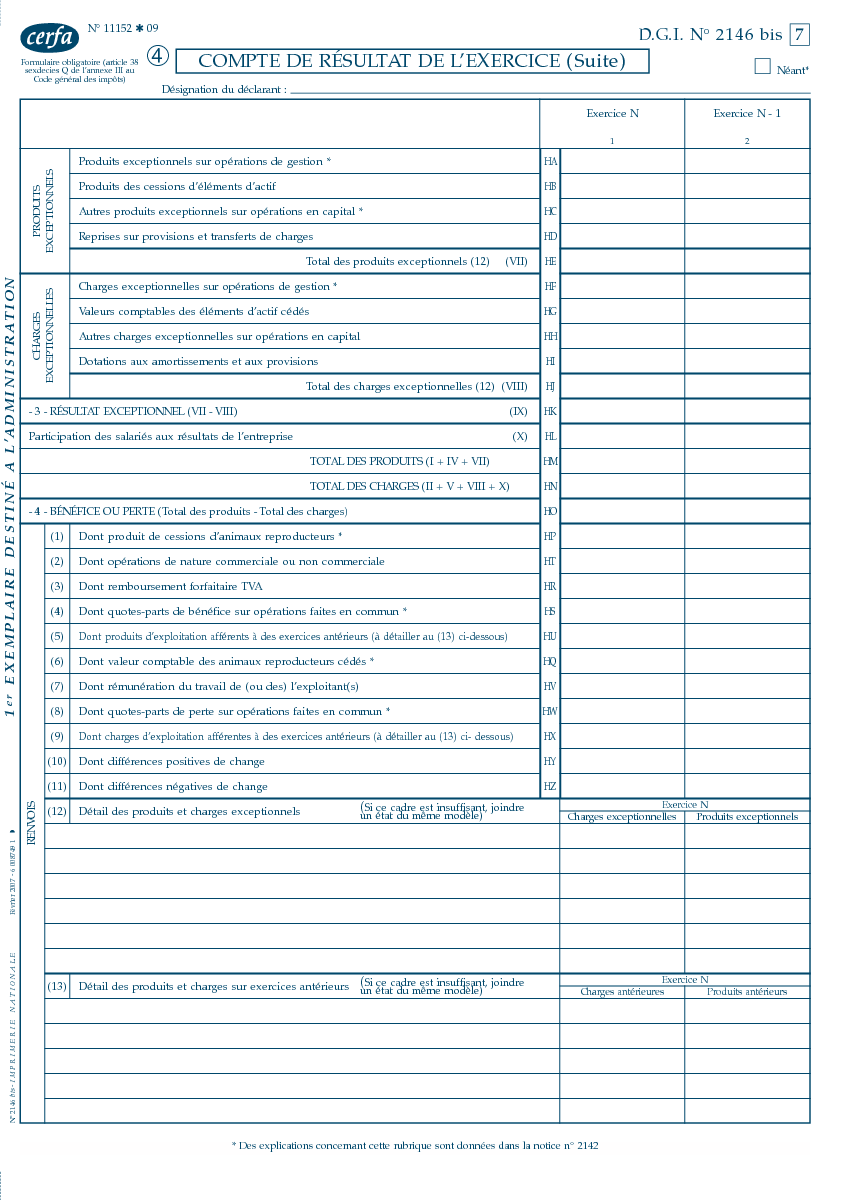 cerfa
N° 11152 ✱ 09
Formulaire obligatoire (article 38
sexdecies Q de l'annexe III au
Code général des impôts)
4
COMPTE DE RÉSULTAT DE L'EXERCICE (Suite)
D.G.I. N° 2146 bis 7
Néant*
Désignation du déclarant :
Exercice N
Exercice N - 1
1
2
PRODUITS
EXCEPTIONNELS
Produits exceptionnels sur opérations de gestion * HA
Produits des cessions d'éléments d'actif HB
Autres produits exceptionnels sur opérations en capital * HC
Reprises sur provisions et transferts de charges HD
Total des produits exceptionnels (12) (VII) HE
CHARGES
EXCEPTIONNELLES
Charges exceptionnelles sur opérations de gestion * HF
Valeurs comptables des éléments d'actif cédés HG
Autres charges exceptionnelles sur opérations en capital HH
Dotations aux amortissements et aux provisions HI
Total des charges exceptionnelles (12) (VIII) HJ
- 3 - RÉSULTAT EXCEPTIONNEL (VII - VIII) (IX) HK
Participation des salariés aux résultats de l'entreprise (X) HL
TOTAL DES PRODUITS (I + IV + VII) HM
TOTAL DES CHARGES (II + V + VIII + X) HN
- 4 - BÉNÉFICE OU PERTE (Total des produits - Total des charges) HO
RENVOIS
(1) Dont produit de cessions d'animaux reproducteurs * HP
(2) Dont opérations de nature commerciale ou non commerciale HT
(3) Dont remboursement forfaitaire TVA HR
(4) Dont quotes-parts de bénéfice sur opérations faites en commun * HS
(5) Dont produits d'exploitation afférents à des exercices antérieurs (à détailler au (13) ci-dessous) HU
(6) Dont valeur comptable des animaux reproducteurs cédés * HQ
(7) Dont rémunération du travail de (ou des) l'exploitant(s) HV
(8) Dont quotes-parts de perte sur opérations faites en commun * HW
(9) Dont charges d'exploitation afférentes à des exercices antérieurs (à détailler au (13) ci- dessous) HX
(10) Dont différences positives de change HY
(11) Dont différences négatives de change HZ
(12) Détail des produits et charges exceptionnels
(Si ce cadre est insuffisant, joindre
un état du même modèle)
Exercice N
Charges exceptionnelles
Produits exceptionnels
(13) Détail des produits et charges sur exercices antérieurs
(Si ce cadre est insuffisant, joindre
un état du même modèle)
Exercice N
Charges antérieures
Produits antérieurs
* Des explications concernant cette rubrique sont données dans la notice n° 2142
1er EXEMPLAIRE DESTINÉ A L'ADMINISTRATION
N° 2146 bis - IMPRIMERIE NATIONALE
Février 2007 -